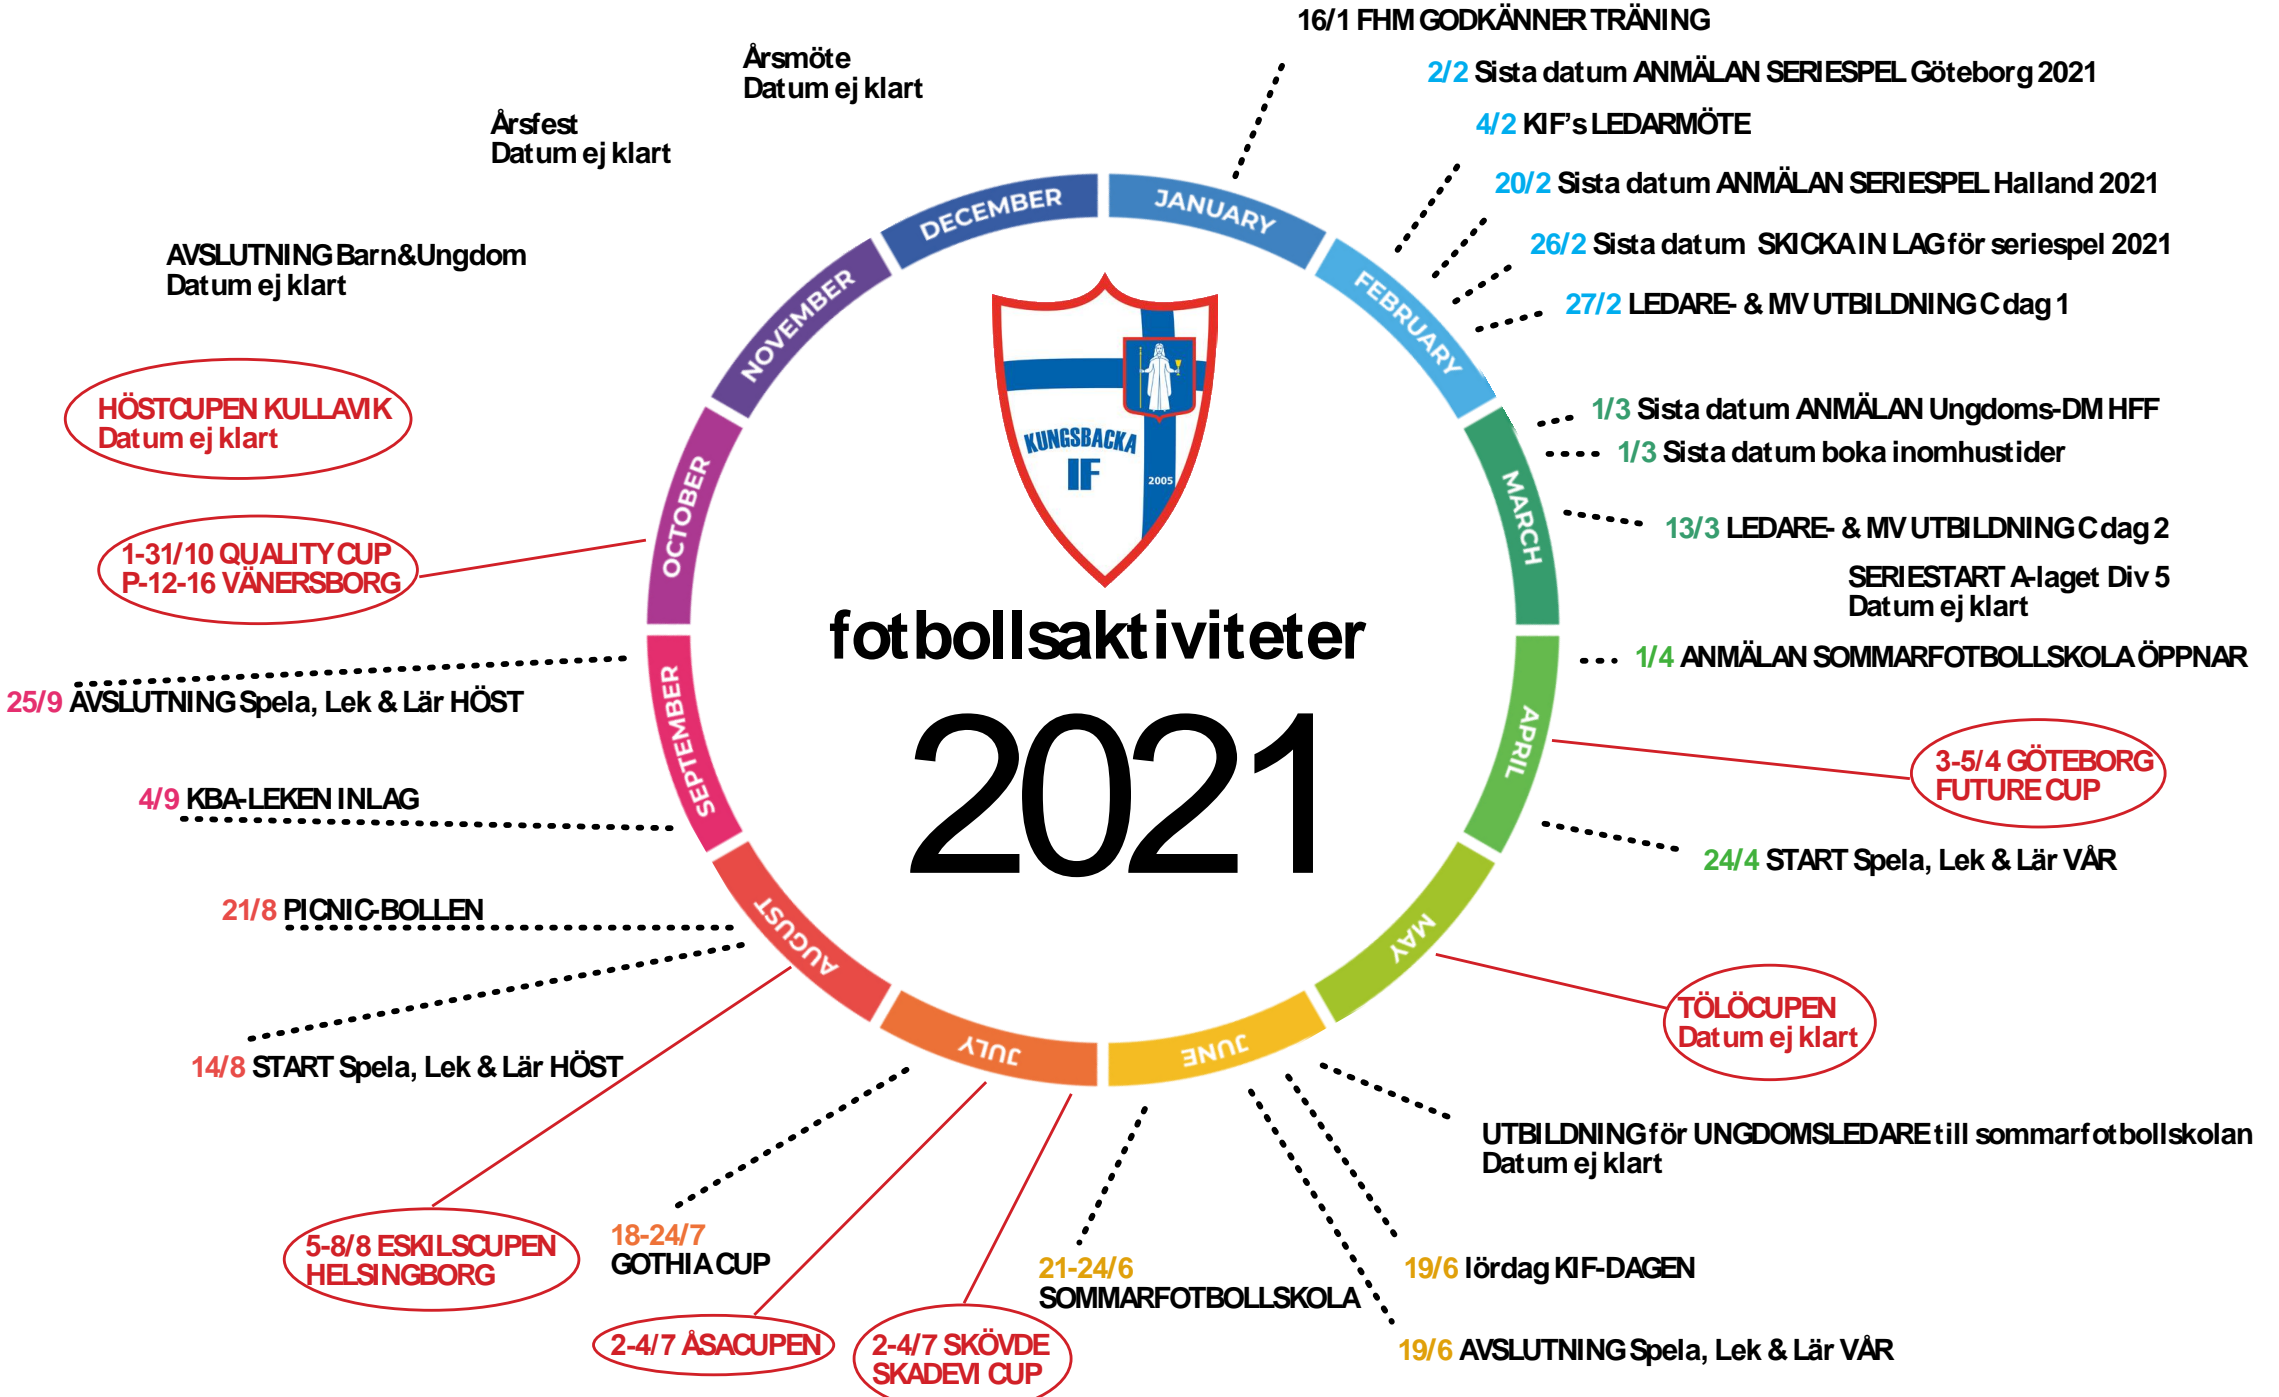 16/1 FHM GODKÄNNER TRÄNING
2/2 Sista datum ANMÄLAN SERIESPEL Göteborg 2021
4/2 KIF's LEDARMÖTE
20/2 Sista datum ANMÄLAN SERIESPEL Halland 2021
26/2 Sista datum SKICKA IN LAG för seriespel 2021
27/2 LEDARE- & MV UTBILDNING C dag 1
1/3 Sista datum ANMÄLAN Ungdoms-DM HFF
1/3 Sista datum boka inomhustider
13/3 LEDARE- & MV UTBILDNING C dag 2
SERIESTART A-laget Div 5
Datum ej klart
1/4 ANMÄLAN SOMMARFOTBOLLSKOLA ÖPPNAR
3-5/4 GÖTEBORG
FUTURE CUP
24/4 START Spela, Lek & Lär VÅR
TÖLÖCUPEN
Datum ej klart
UTBILDNING för UNGDOMSLEDARE till sommarfotbollskolan
Datum ej klart
19/6 lördag KIF-DAGEN
19/6 AVSLUTNING Spela, Lek & Lär VÅR
21-24/6
SOMMARFOTBOLLSKOLA
2-4/7 SKÖVDE
SKADEVI CUP
2-4/7 ÅSACUPEN
18-24/7
GOTHIA CUP
5-8/8 ESKILSCUPEN
HELSINGBORG
14/8 START Spela, Lek & Lär HÖST
21/8 PICNIC-BOLLEN
4/9 KBA-LEKEN INLAG
25/9 AVSLUTNING Spela, Lek & Lär HÖST
1-31/10 QUALITY CUP
P-12-16 VÄNERSBORG
HÖSTCUPEN KULLAVIK
Datum ej klart
AVSLUTNING Barn&Ungdom
Datum ej klart
Årsfest
Datum ej klart
Årsmöte
Datum ej klart
JANUARY
FEBRUARY
MARCH
APRIL
MAY
JUNE
JULY
AUGUST
SEPTEMBER
OCTOBER
NOVEMBER
DECEMBER
KUNGSBACKA
IF
2005
fotbollsaktiviteter
2021